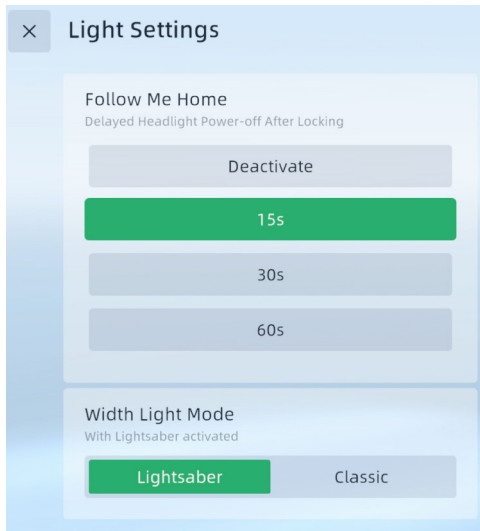 Light Settings
Follow Me Home
Delayed Headlight Power-off After Locking
Deactivate
15s
30s
60s
Width Light Mode
With Lightsaber activated
Lightsaber Classic